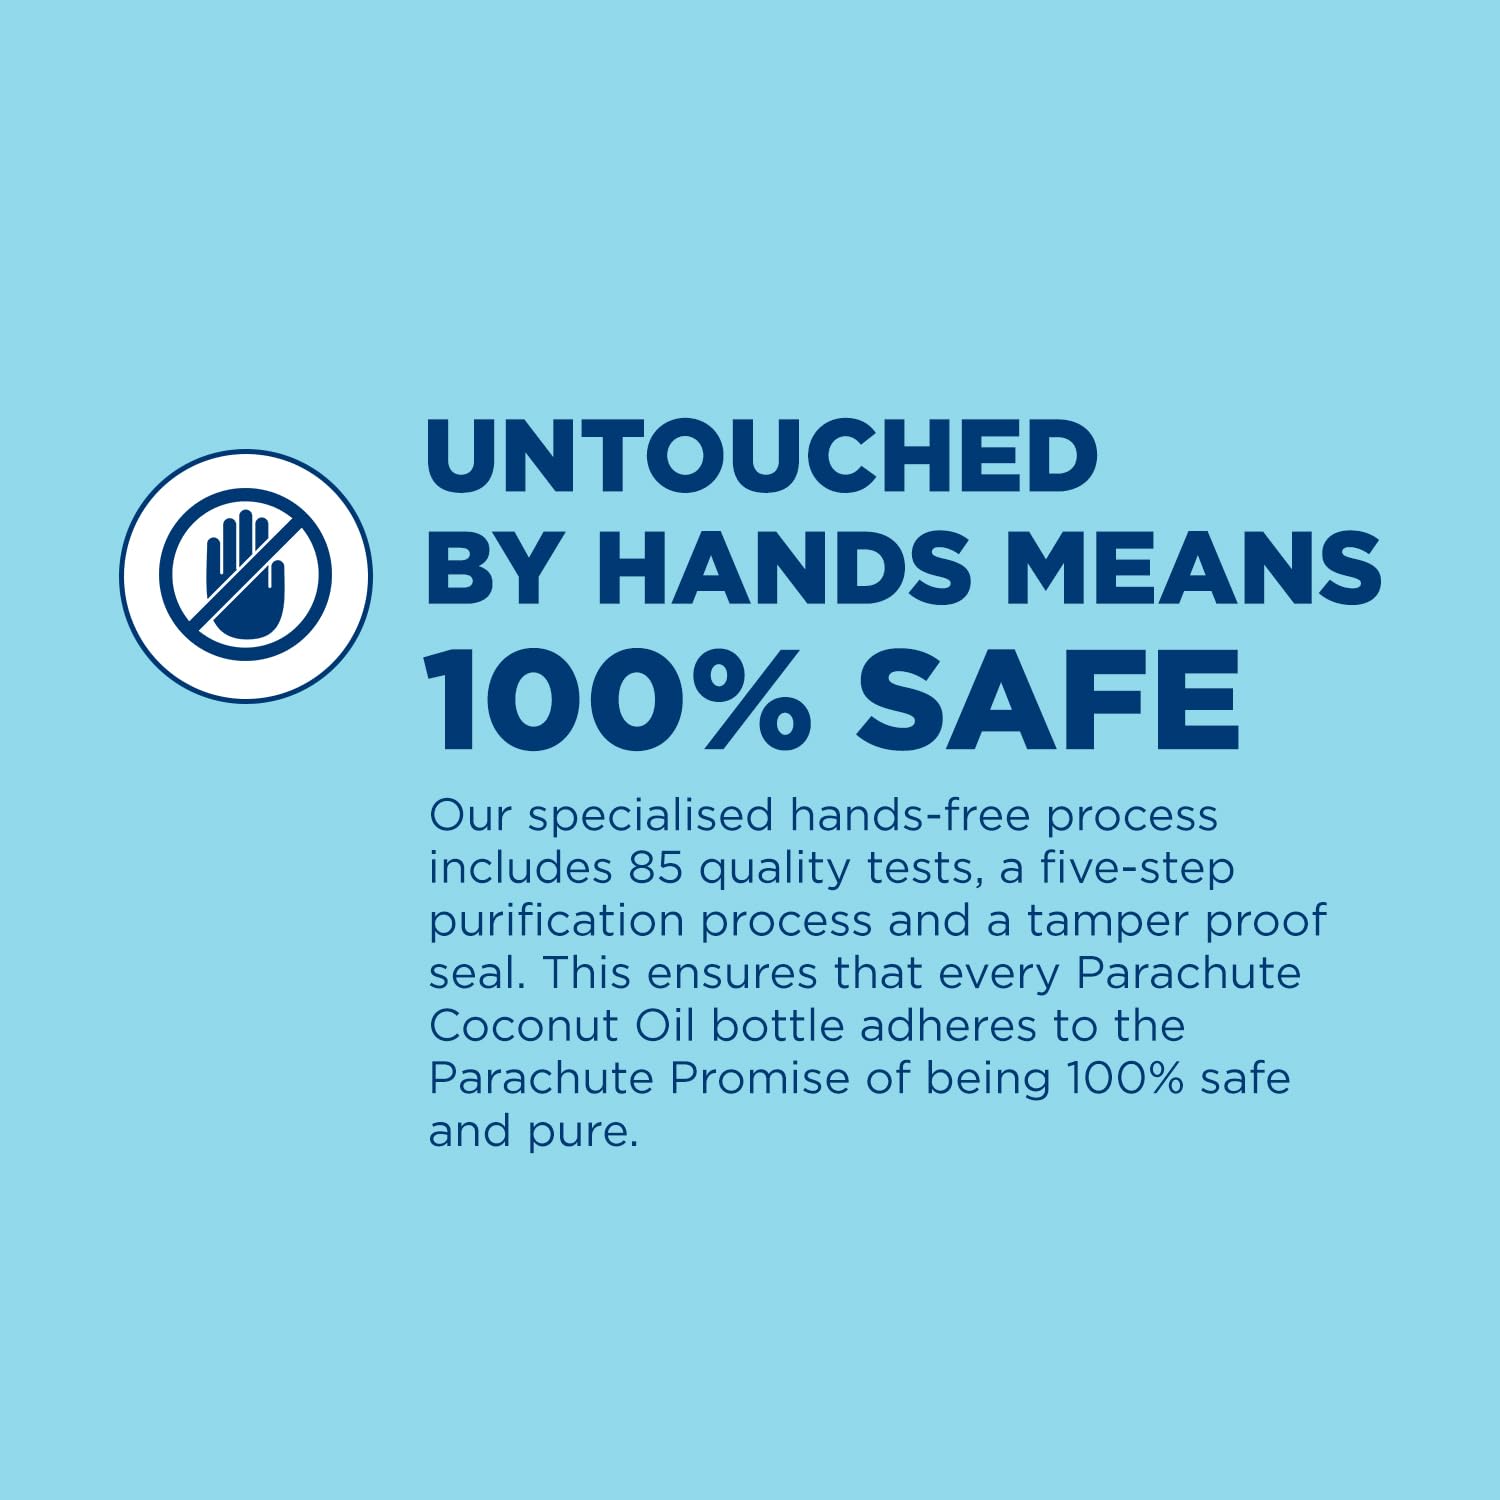 UNTOUCHED
BY HANDS MEANS
100% SAFE
Our specialised hands-free process
includes 85 quality tests, a five-step
purification process and a tamper proof
seal. This ensures that every Parachute
Coconut Oil bottle adheres to the
Parachute Promise of being 100% safe
and pure.